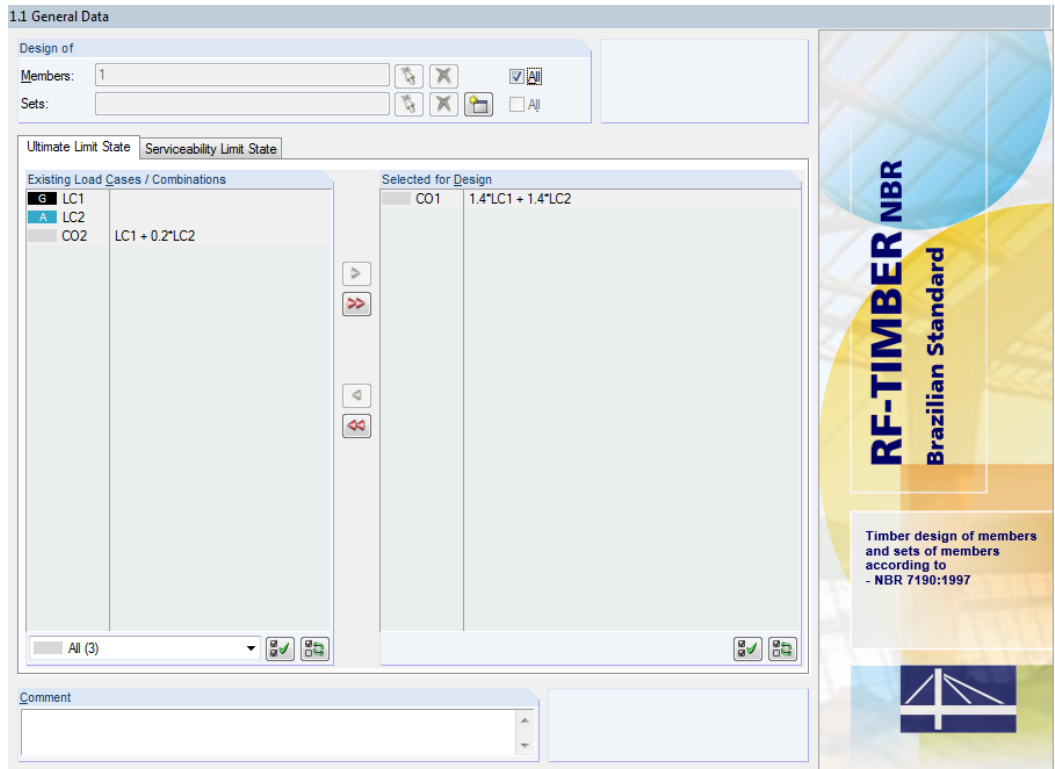 1.1 General Data
Design of
Members: 1 All
Sets: All
Ultimate Limit State Serviceability Limit State
Existing Load Cases / Combinations
G LC1
A LC2
CO2 LC1 + 0.2*LC2
All (3)
Selected for Design
CO1 1.4*LC1 + 1.4*LC2
Comment
RF-TIMBER NBR
Brazilian Standard
Timber design of members
and sets of members
according to
- NBR 7190:1997